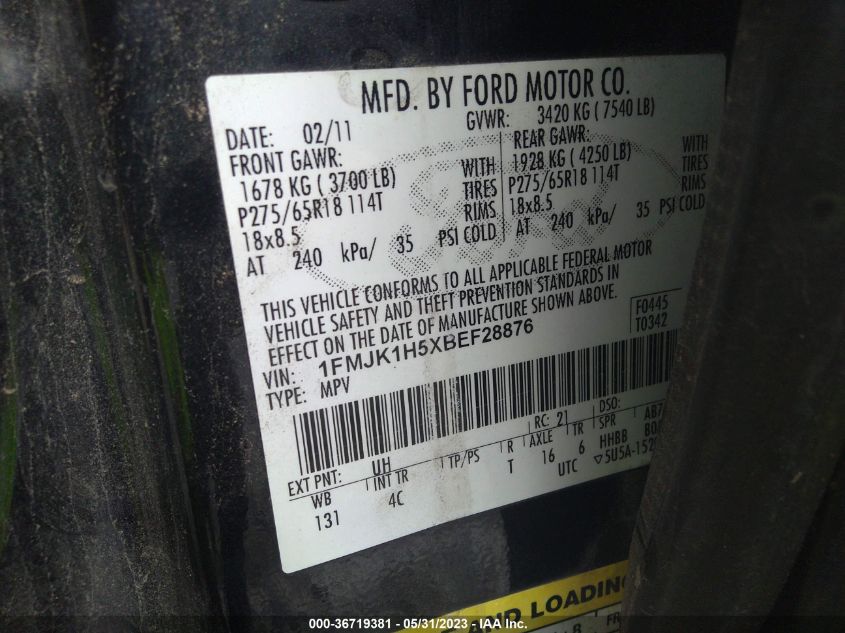 MFD. BY FORD MOTOR CO.
DATE: 02/11 GVWR: 3420 KG ( 7540 LB)
FRONT GAWR: REAR GAWR:
1678 KG ( 3700 LB) WITH 1928 KG ( 4250 LB) WITH
P275/65R18 114T TIRES P275/65R18 114T TIRES
18x8.5 RIMS 18x8.5 RIMS
AT 240 kPa/ 35 PSI COLD AT 240 kPa/ 35 PSI COLD
THIS VEHICLE CONFORMS TO ALL APPLICABLE FEDERAL MOTOR
VEHICLE SAFETY AND THEFT PREVENTION STANDARDS IN
EFFECT ON THE DATE OF MANUFACTURE SHOWN ABOVE.
F0445
T0342
VIN: 1FMJK1H5XBEF28876
TYPE: MPV
RC: 21 DSO:
EXT PNT: UH
WB INT TR TP/PS R AXLE TR SPR
131 4C T 16 6 HHBB
UTC ▽5U5A-152
AND LOADING
000-36719381 - 05/31/2023 - IAA Inc.